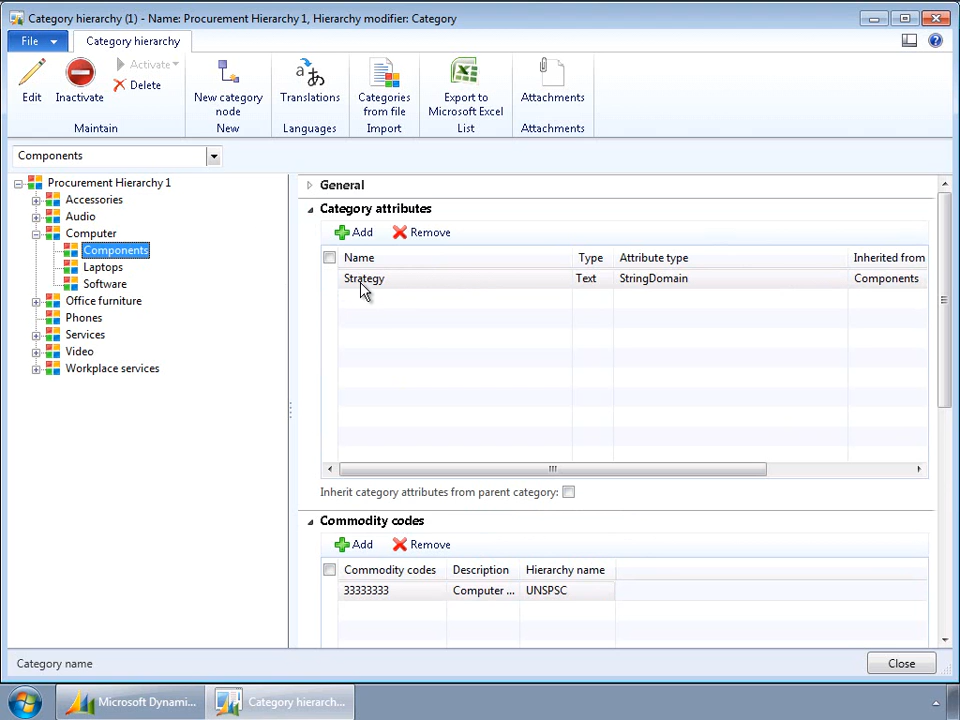 Category hierarchy (1) - Name: Procurement Hierarchy 1, Hierarchy modifier: Category
File
Category hierarchy
Edit
Inactivate
Activate
Delete
Maintain
New category node
New
Translations
Languages
Categories from file
Import
Export to Microsoft Excel
List
Attachments
Attachments
Components
Procurement Hierarchy 1
Accessories
Audio
Computer
Components
Laptops
Software
Office furniture
Phones
Services
Video
Workplace services
General
Category attributes
Add Remove
Name Type Attribute type Inherited from
Strategy Text StringDomain Components
Inherit category attributes from parent category:
Commodity codes
Add Remove
Commodity codes Description Hierarchy name
33333333 Computer ... UNSPSC
Category name
Close
Microsoft Dynami...
Category hierarch...